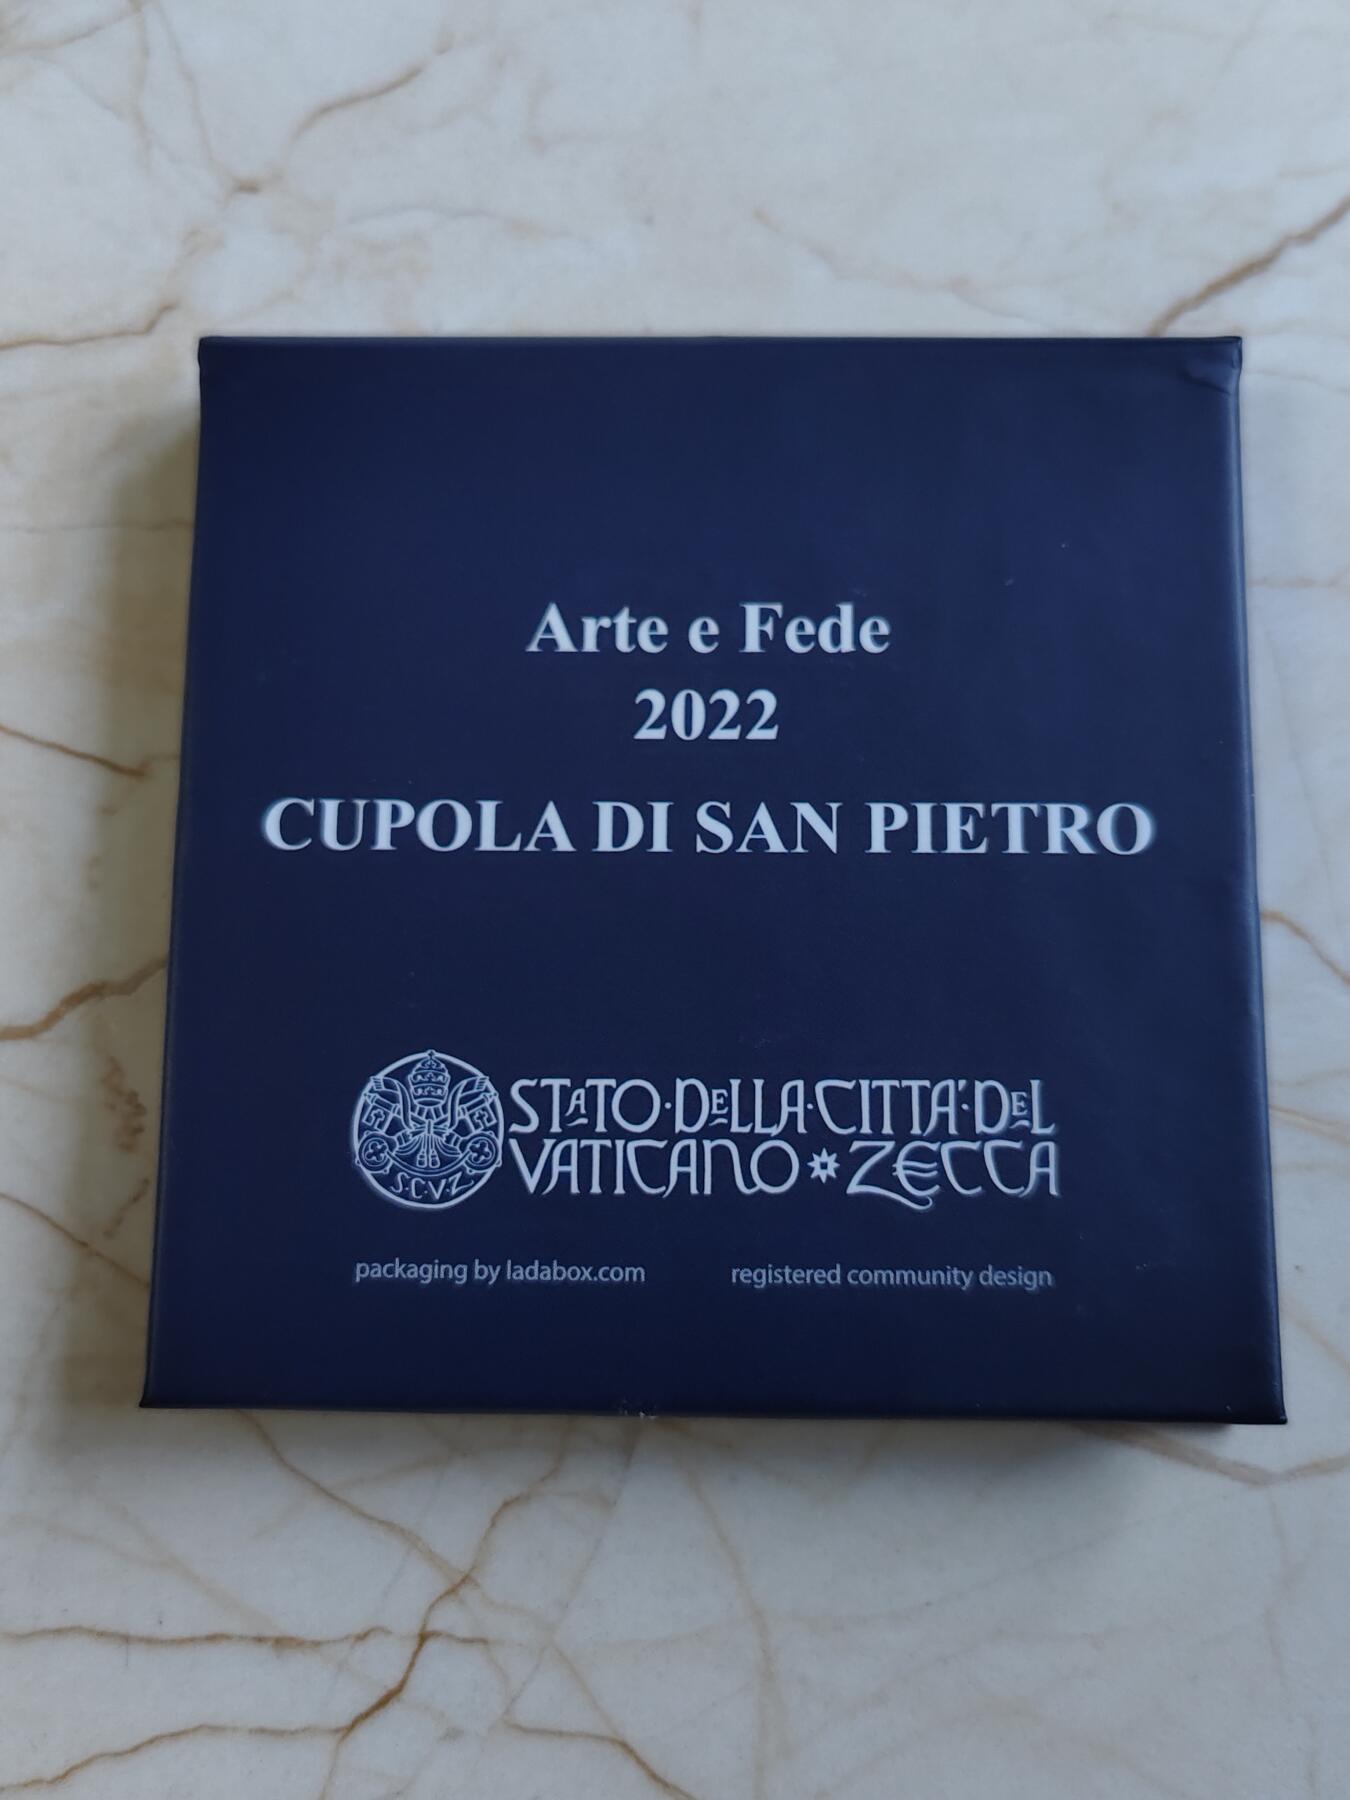 Arte e Fede
2022
CUPOLA DI SAN PIETRO
S.C.V.Z.
STATO·DELLA·CITTÀ·DEL
VATICANO * ZECCA
packaging by ladabox.com registered community design